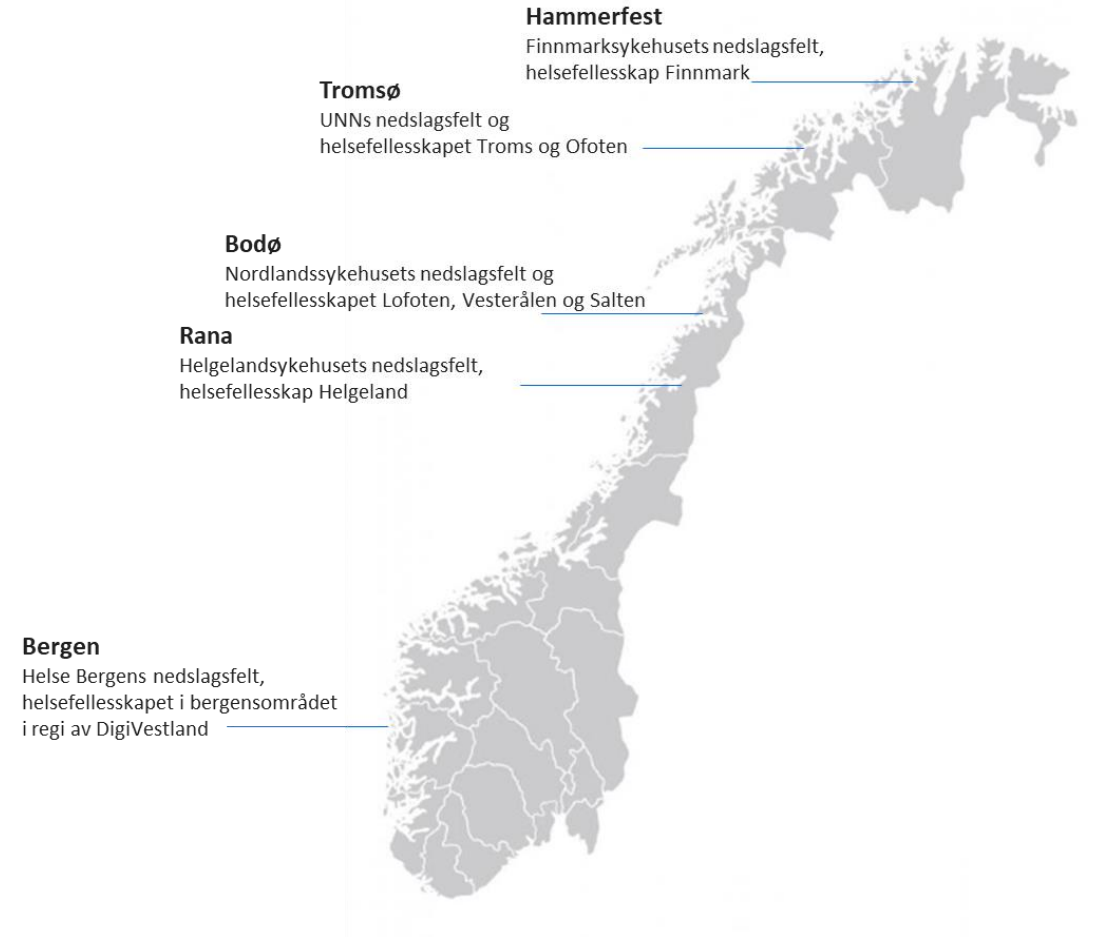 Hammerfest
Finnmarksykehusets nedslagsfelt,
helsefellesskap Finnmark
Tromsø
UNNs nedslagsfelt og
helsefellesskapet Troms og Ofoten
Bodø
Nordlandssykehusets nedslagsfelt og
helsefellesskapet Lofoten, Vesterålen og Salten
Rana
Helgelandsykehusets nedslagsfelt,
helsefellesskap Helgeland
Bergen
Helse Bergens nedslagsfelt,
helsefellesskapet i bergensområdet
i regi av DigiVestland